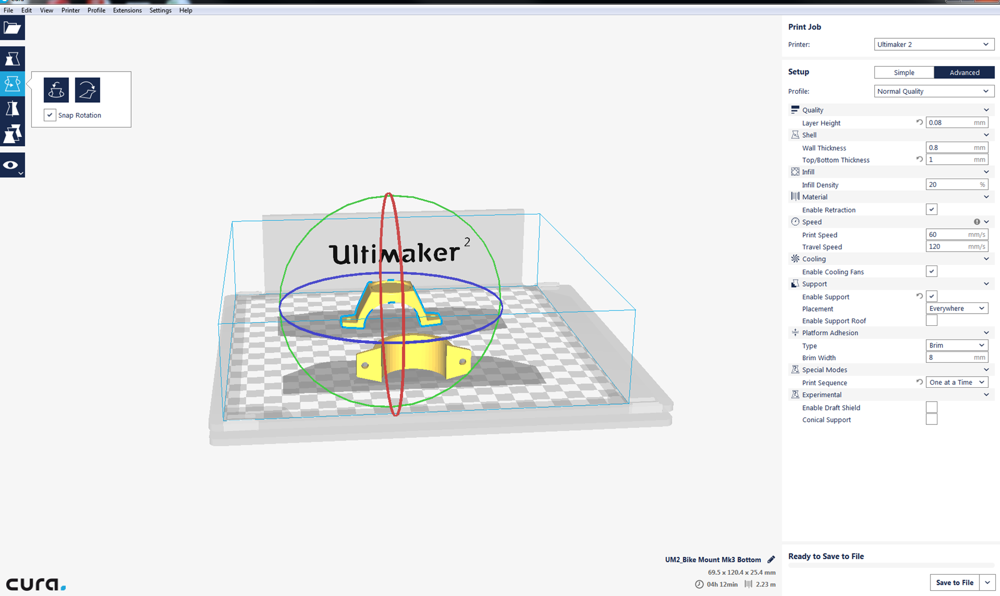 File Edit View Printer Profile Extensions Settings Help
Print Job
Printer: Ultimaker 2
Setup Simple Advanced
Profile: Normal Quality
Snap Rotation
Quality
Layer Height 0.08 mm
Shell
Wall Thickness 0.8 mm
Top/Bottom Thickness 1 mm
Infill
Infill Density 20 %
Material
Enable Retraction
Speed
Print Speed 60 mm/s
Travel Speed 120 mm/s
Cooling
Enable Cooling Fans
Support
Enable Support
Placement Everywhere
Enable Support Roof
Platform Adhesion
Type Brim
Brim Width 8 mm
Special Modes
Print Sequence One at a Time
Experimental
Enable Draft Shield
Conical Support
Ultimaker 2
UM2_Bike Mount Mk3 Bottom
69.5 x 120.4 x 25.4 mm
04h 12min 2.23 m
Ready to Save to File
Save to File
cura.